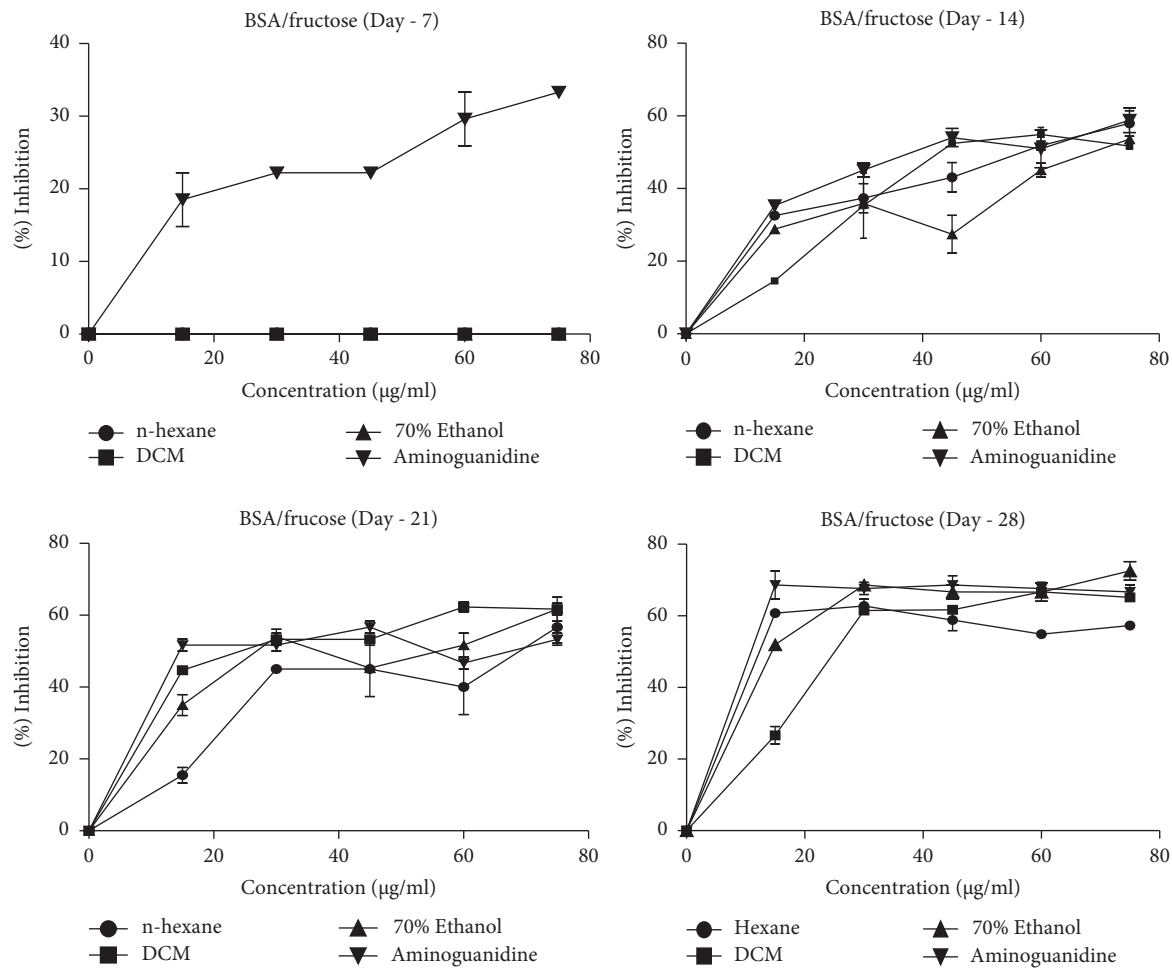 BSA/fructose (Day - 7)
40
30
20
10
0
(%) Inhibition
0 20 40 60 80
Concentration (µg/ml)
n-hexane 70% Ethanol
DCM Aminoguanidine
BSA/fructose (Day - 14)
80
60
40
20
0
(%) Inhibition
0 20 40 60 80
Concentration (µg/ml)
n-hexane 70% Ethanol
DCM Aminoguanidine
BSA/frucose (Day - 21)
80
60
40
20
0
(%) Inhibition
0 20 40 60 80
Concentration (µg/ml)
n-hexane 70% Ethanol
DCM Aminoguanidine
BSA/fructose (Day - 28)
80
60
40
20
0
(%) Inhibition
0 20 40 60 80
Concentration (µg/ml)
Hexane 70% Ethanol
DCM Aminoguanidine